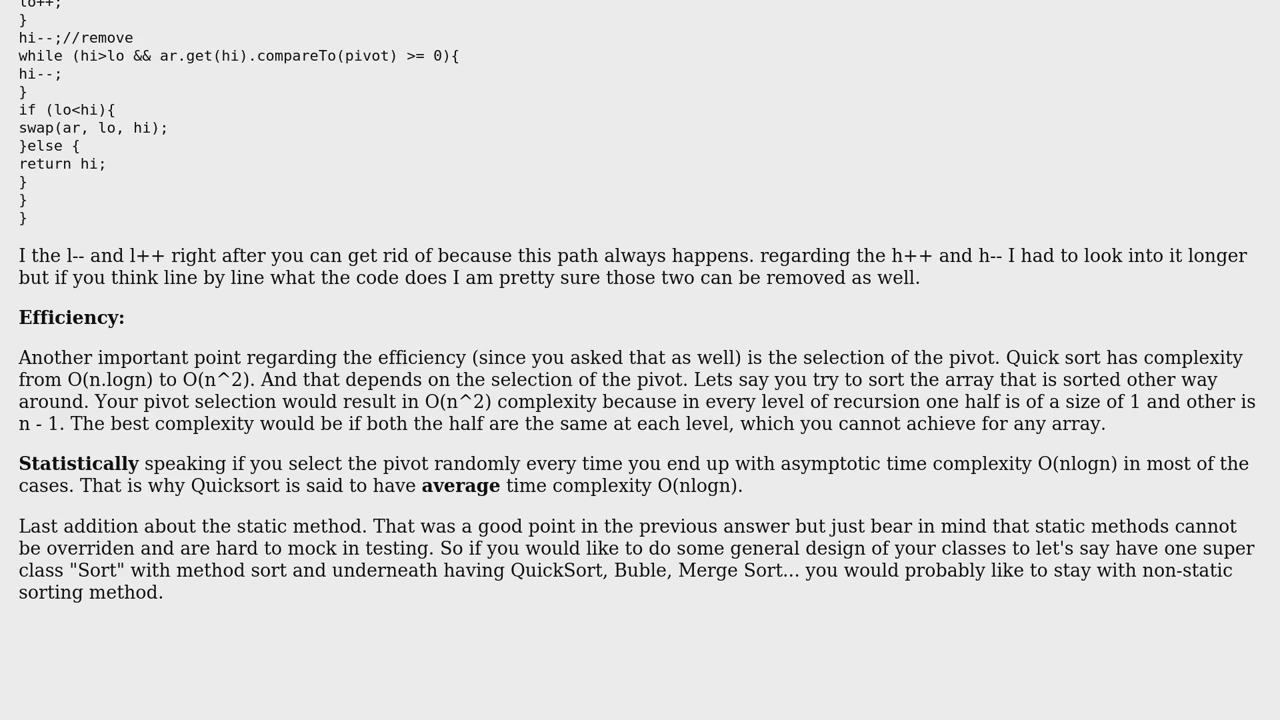 lo++;
}
hi--;//remove
while (hi>lo && ar.get(hi).compareTo(pivot) >= 0){
hi--;
}
if (lo<hi){
swap(ar, lo, hi);
}else {
return hi;
}
}
}
I the l-- and l++ right after you can get rid of because this path always happens. regarding the h++ and h-- I had to look into it longer
but if you think line by line what the code does I am pretty sure those two can be removed as well.
Efficiency:
Another important point regarding the efficiency (since you asked that as well) is the selection of the pivot. Quick sort has complexity
from O(n.logn) to O(n^2). And that depends on the selection of the pivot. Lets say you try to sort the array that is sorted other way
around. Your pivot selection would result in O(n^2) complexity because in every level of recursion one half is of a size of 1 and other is
n - 1. The best complexity would be if both the half are the same at each level, which you cannot achieve for any array.
Statistically speaking if you select the pivot randomly every time you end up with asymptotic time complexity O(nlogn) in most of the
cases. That is why Quicksort is said to have average time complexity O(nlogn).
Last addition about the static method. That was a good point in the previous answer but just bear in mind that static methods cannot
be overriden and are hard to mock in testing. So if you would like to do some general design of your classes to let's say have one super
class "Sort" with method sort and underneath having QuickSort, Buble, Merge Sort... you would probably like to stay with non-static
sorting method.